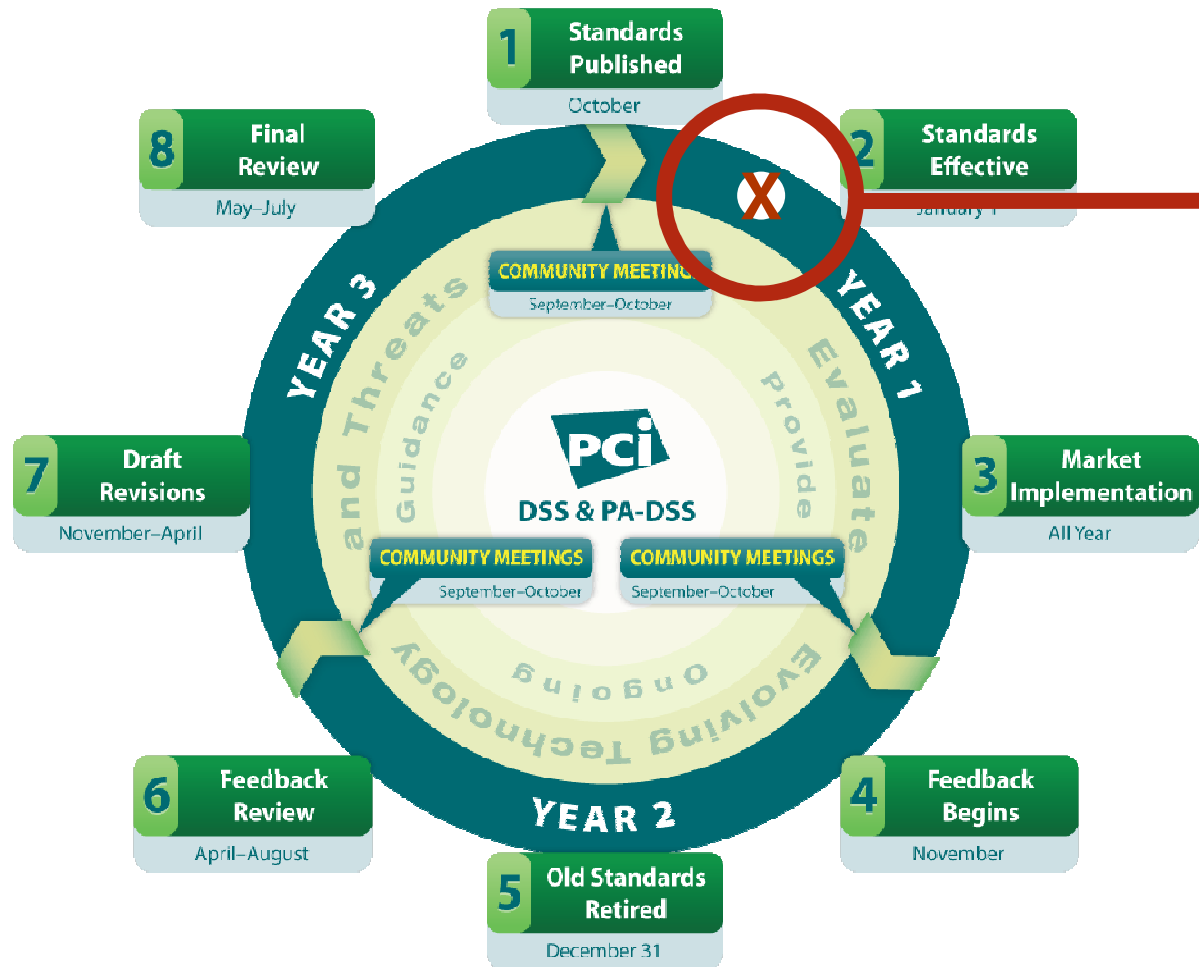 1
Standards
Published
October
2
Standards
Effective
January 1
3
Market
Implementation
All Year
4
Feedback
Begins
November
5
Old Standards
Retired
December 31
6
Feedback
Review
April–August
7
Draft
Revisions
November–April
8
Final
Review
May–July
X
YEAR 1
YEAR 2
YEAR 3
COMMUNITY MEETING
September–October
Evaluate
Evolving Technology
and Threats
Provide
Ongoing
Guidance
PCi
DSS & PA-DSS
COMMUNITY MEETINGS
September–October
COMMUNITY MEETINGS
September–October